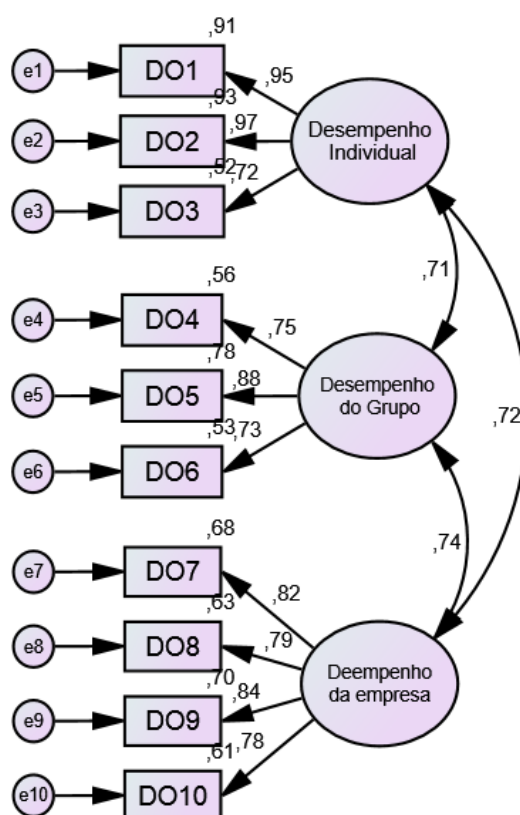 ,91
e1 DO1 ,95
,93
e2 DO2 ,97
Desempenho
Individual
,52 ,72
e3 DO3
,71
,56
e4 DO4 ,75
,78
e5 DO5 ,88
Desempenho
do Grupo
,72
,53 ,73
e6 DO6
,74
,68
e7 DO7 ,82
,63
e8 DO8 ,79
Deempenho
da empresa
,70
e9 DO9 ,84
,61 ,78
e10 DO10